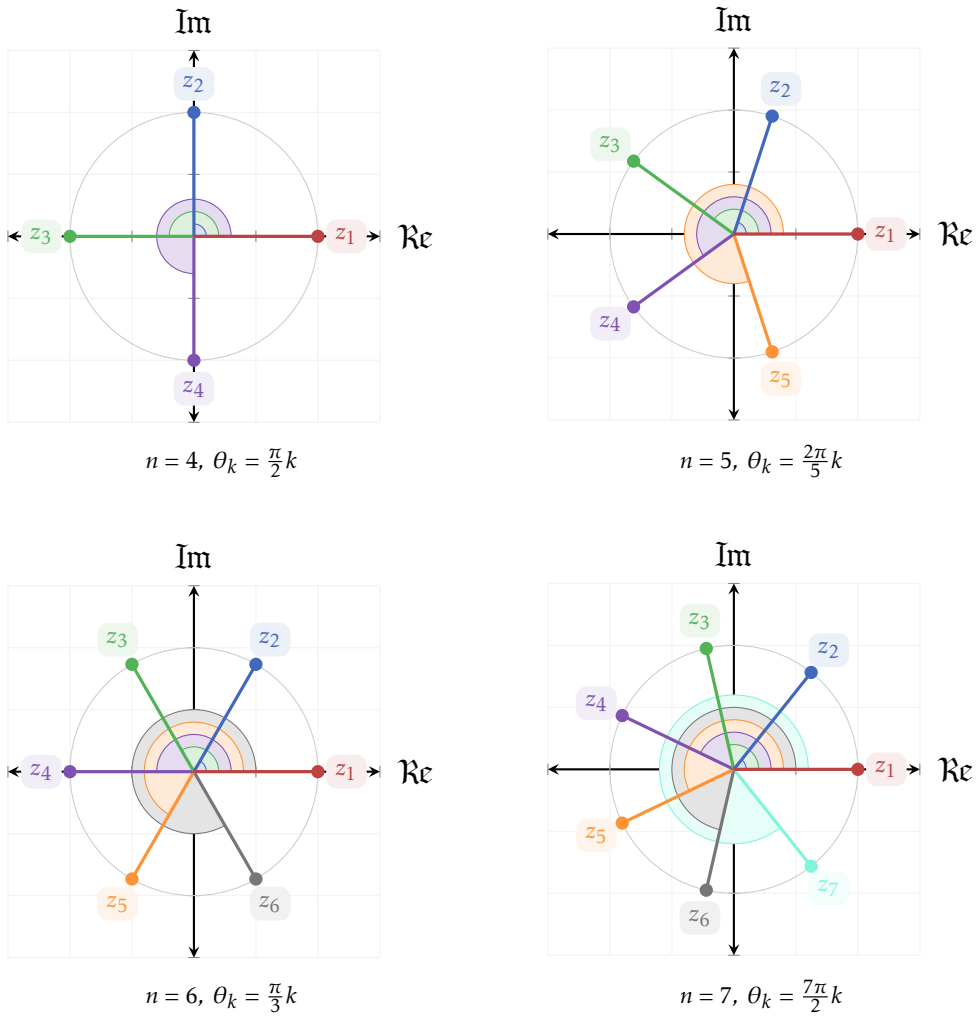 ℑm
z₂
z₃
z₁
ℜe
z₄
n = 4, θₖ = π/2 k
ℑm
z₂
z₃
z₁
ℜe
z₄
z₅
n = 5, θₖ = 2π/5 k
ℑm
z₃
z₂
z₄
z₁
ℜe
z₅
z₆
n = 6, θₖ = π/3 k
ℑm
z₃
z₂
z₄
z₁
ℜe
z₅
z₇
z₆
n = 7, θₖ = 7π/2 k